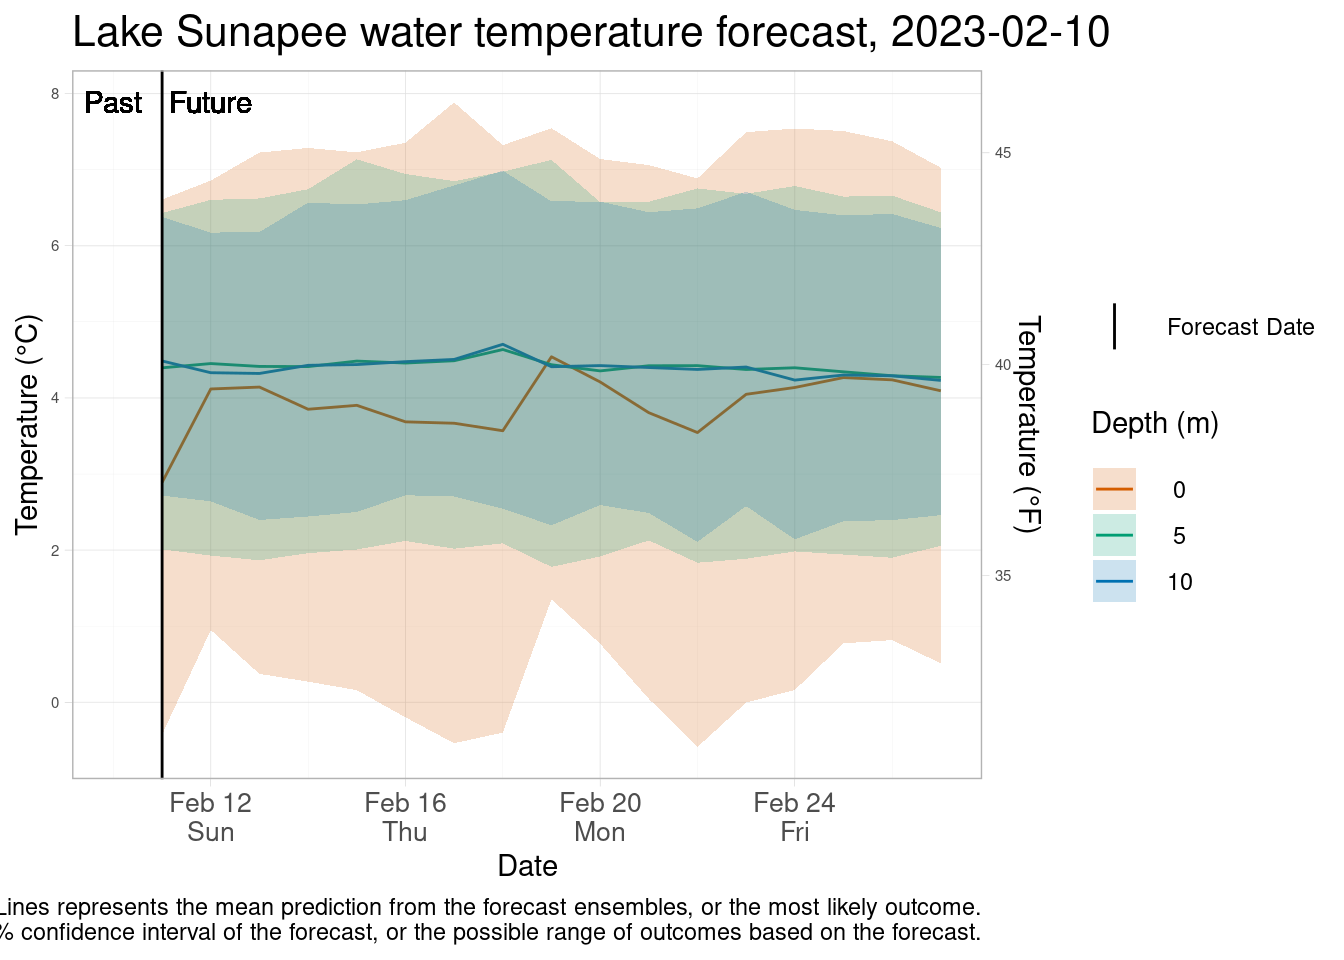 Lake Sunapee water temperature forecast, 2023-02-10
Past
Future
8
6
4
2
0
Temperature (°C)
45
40
35
Temperature (°F)
Feb 12
Sun
Feb 16
Thu
Feb 20
Mon
Feb 24
Fri
Date
Forecast Date
Depth (m)
0
5
10
Lines represents the mean prediction from the forecast ensembles, or the most likely outcome.
% confidence interval of the forecast, or the possible range of outcomes based on the forecast.